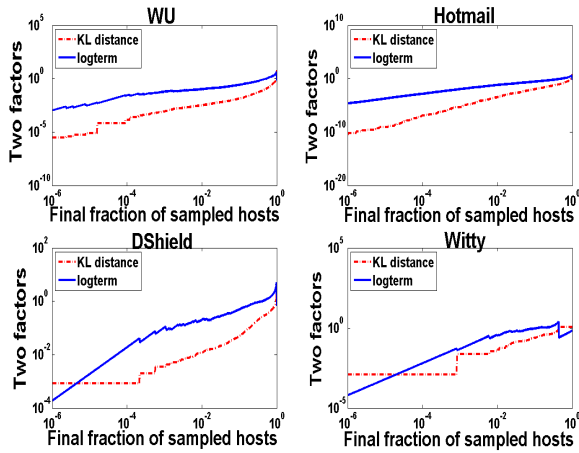 WU
10^5
KL distance
logterm
10^0
10^-5
10^-10
Two factors
10^-6
10^-4
10^-2
10^0
Final fraction of sampled hosts
Hotmail
10^10
KL distance
logterm
10^0
10^-10
10^-20
Two factors
10^-6
10^-4
10^-2
10^0
Final fraction of sampled hosts
DShield
10^2
KL distance
logterm
10^0
10^-2
10^-4
Two factors
10^-6
10^-4
10^-2
10^0
Final fraction of sampled hosts
Witty
10^5
KL distance
logterm
10^0
10^-5
Two factors
10^-6
10^-4
10^-2
10^0
Final fraction of sampled hosts